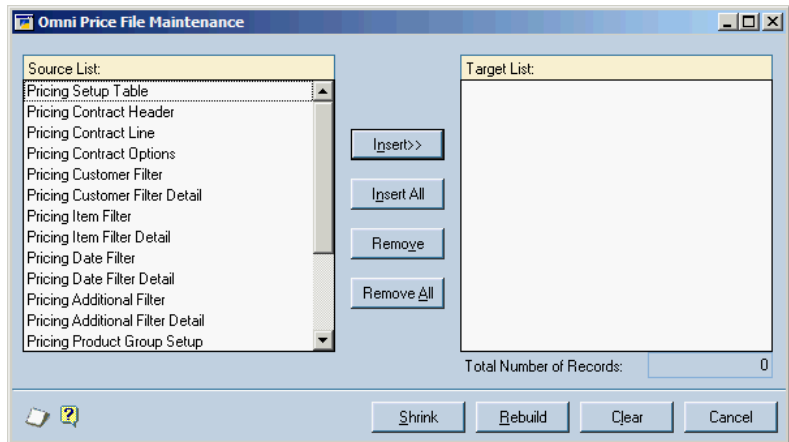 Omni Price File Maintenance
Source List:
Pricing Setup Table
Pricing Contract Header
Pricing Contract Line
Pricing Contract Options
Pricing Customer Filter
Pricing Customer Filter Detail
Pricing Item Filter
Pricing Item Filter Detail
Pricing Date Filter
Pricing Date Filter Detail
Pricing Additional Filter
Pricing Additional Filter Detail
Pricing Product Group Setup
Insert>>
Insert All
Remove
Remove All
Target List:
Total Number of Records: 0
Shrink Rebuild Clear Cancel